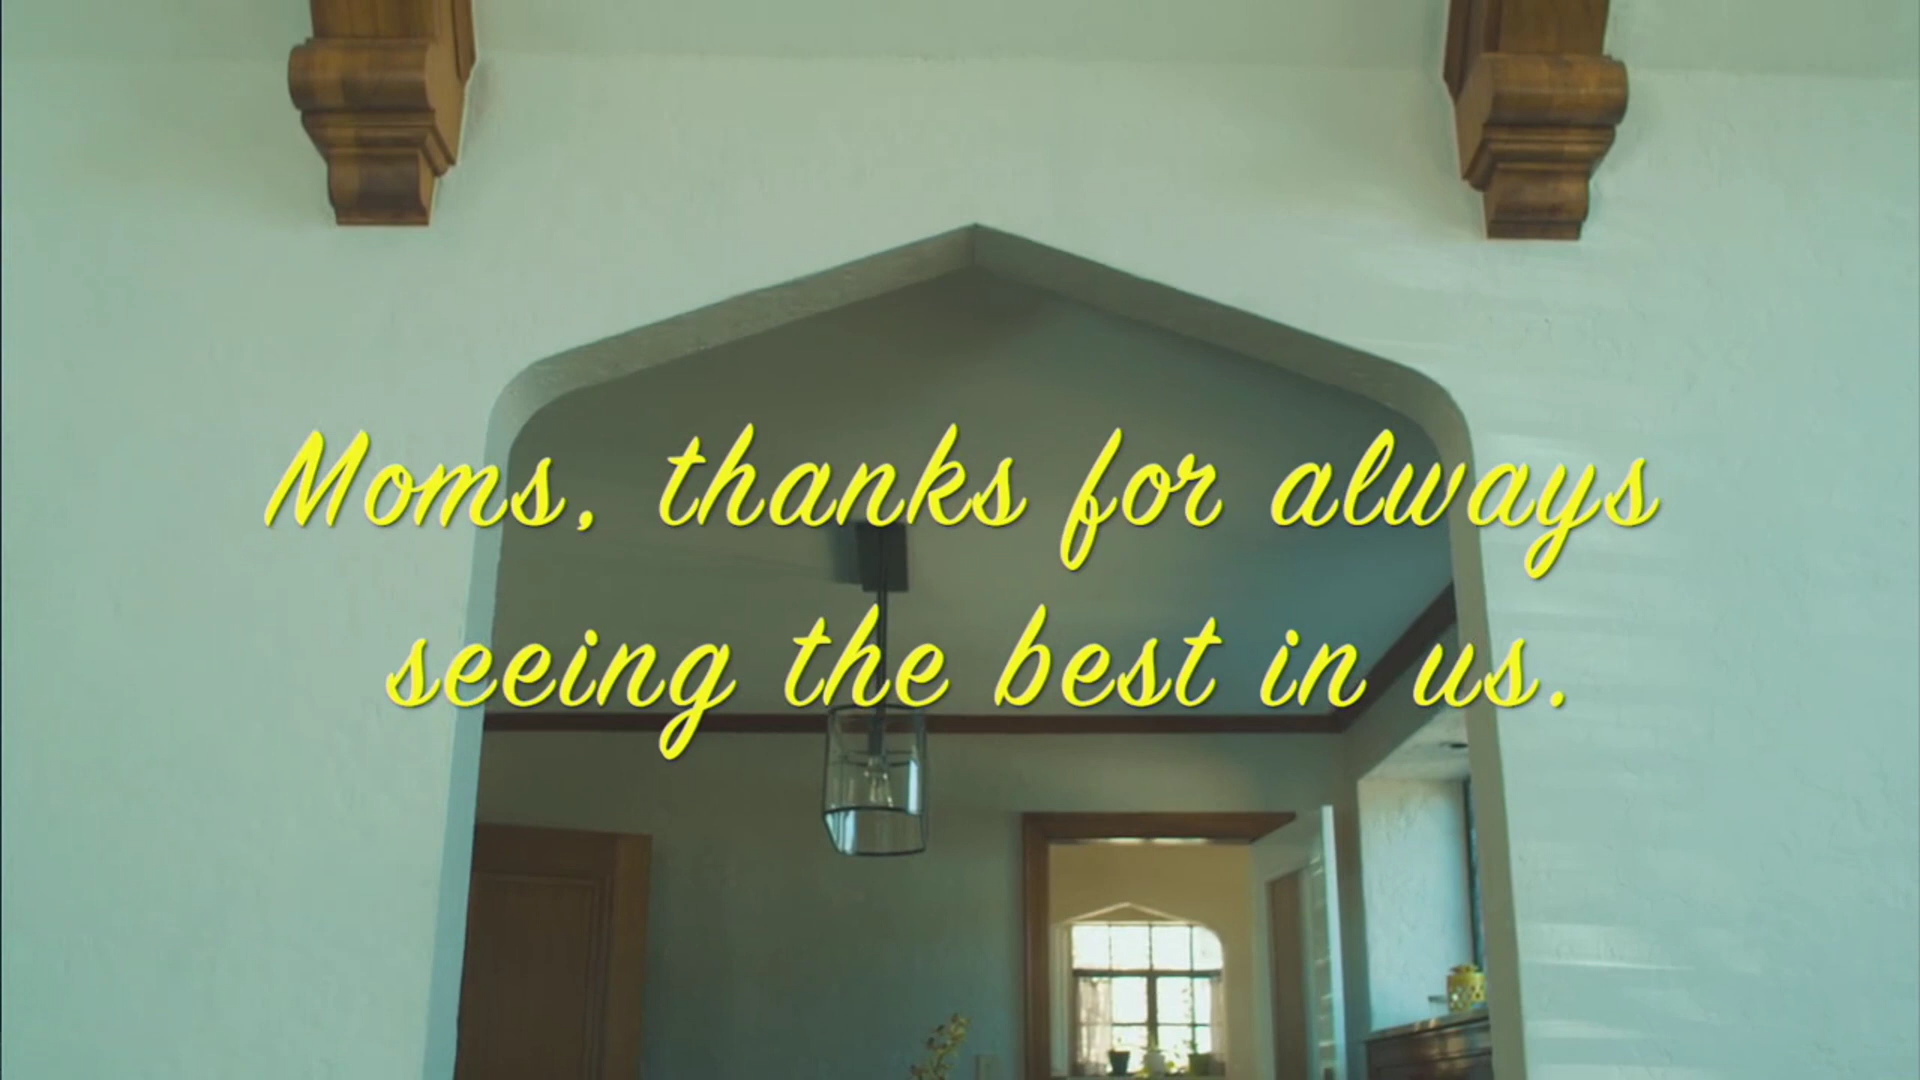 Moms, thanks for always
seeing the best in us.